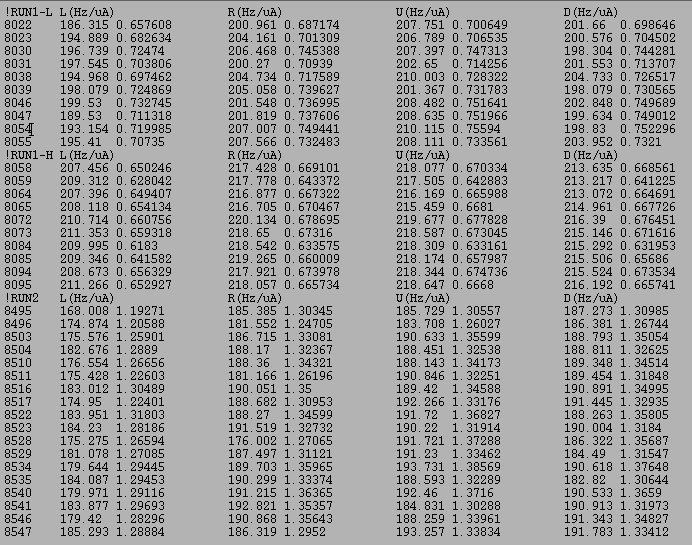 !RUN1-L L(Hz/uA) R(Hz/uA) U(Hz/uA) D(Hz/uA)
8022 186.315 0.657608 200.961 0.687174 207.751 0.700649 201.66 0.698646
8023 194.889 0.682634 204.161 0.701309 206.789 0.706535 200.576 0.704502
8030 196.739 0.72474 206.468 0.745388 207.397 0.747313 198.304 0.744281
8031 197.545 0.703806 200.27 0.70939 202.65 0.714256 201.553 0.713707
8038 194.968 0.697462 204.734 0.717589 210.003 0.728322 204.733 0.726517
8039 198.079 0.724869 205.058 0.739627 201.367 0.731783 198.079 0.730565
8046 199.53 0.732745 201.548 0.736995 208.482 0.751641 202.848 0.749689
8047 189.53 0.711318 201.819 0.737606 208.635 0.751966 199.634 0.749012
8054 193.154 0.719985 207.007 0.749441 210.115 0.75594 198.83 0.752296
8055 195.41 0.70735 207.566 0.732483 208.111 0.733561 203.952 0.7321
!RUN1-H L(Hz/uA) R(Hz/uA) U(Hz/uA) D(Hz/uA)
8058 207.456 0.650246 217.428 0.669101 218.077 0.670334 213.635 0.668561
8059 209.312 0.628042 217.778 0.643372 217.505 0.642883 213.217 0.641225
8064 207.396 0.649407 216.877 0.667322 216.169 0.665988 213.072 0.664691
8065 208.118 0.654134 216.705 0.670467 215.459 0.6681 214.961 0.667726
8072 210.714 0.660756 220.134 0.678695 219.677 0.677828 216.39 0.676451
8073 211.353 0.659318 218.65 0.67316 218.587 0.673045 215.146 0.671616
8084 209.995 0.6183 218.542 0.633575 218.309 0.633161 215.292 0.631953
8085 209.346 0.641582 219.265 0.660009 218.174 0.657987 215.506 0.65686
8094 208.673 0.656329 217.921 0.673978 218.344 0.674736 215.524 0.673534
8095 211.266 0.652927 218.057 0.665734 218.647 0.6668 216.192 0.665741
!RUN2 L(Hz/uA) R(Hz/uA) U(Hz/uA) D(Hz/uA)
8495 168.008 1.19271 185.385 1.30345 185.729 1.30557 187.273 1.30985
8496 174.874 1.20588 181.552 1.24705 183.708 1.26027 186.381 1.26744
8503 175.576 1.25901 186.715 1.33081 190.633 1.35599 188.793 1.35054
8504 182.676 1.2889 188.17 1.32367 188.451 1.32538 188.811 1.32625
8510 176.554 1.26656 188.36 1.34321 188.143 1.34173 189.348 1.34514
8511 175.428 1.22603 181.166 1.26196 190.846 1.32251 189.454 1.31848
8516 183.012 1.30489 190.051 1.35 189.42 1.34588 190.891 1.34995
8517 174.95 1.22401 188.682 1.30953 192.266 1.33176 191.445 1.32935
8522 183.951 1.31803 188.27 1.34599 191.72 1.36827 188.263 1.35805
8523 184.23 1.28186 191.519 1.32732 190.22 1.31914 190.004 1.3184
8528 175.275 1.26594 176.002 1.27065 191.721 1.37288 186.322 1.35687
8529 181.078 1.27085 187.497 1.31121 191.23 1.33462 184.49 1.31547
8534 179.644 1.29445 189.703 1.35965 193.731 1.38569 190.618 1.37648
8535 184.087 1.29453 190.299 1.33374 188.593 1.32289 182.82 1.30644
8540 179.971 1.29116 191.215 1.36365 192.46 1.3716 190.533 1.3659
8541 183.877 1.29693 192.821 1.35357 184.831 1.30288 190.913 1.31973
8546 179.42 1.28296 190.868 1.35643 188.259 1.33961 191.343 1.34827
8547 185.293 1.28884 186.319 1.2952 193.257 1.33834 191.783 1.33412